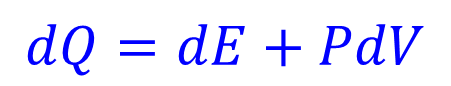 dQ = dE + PdV